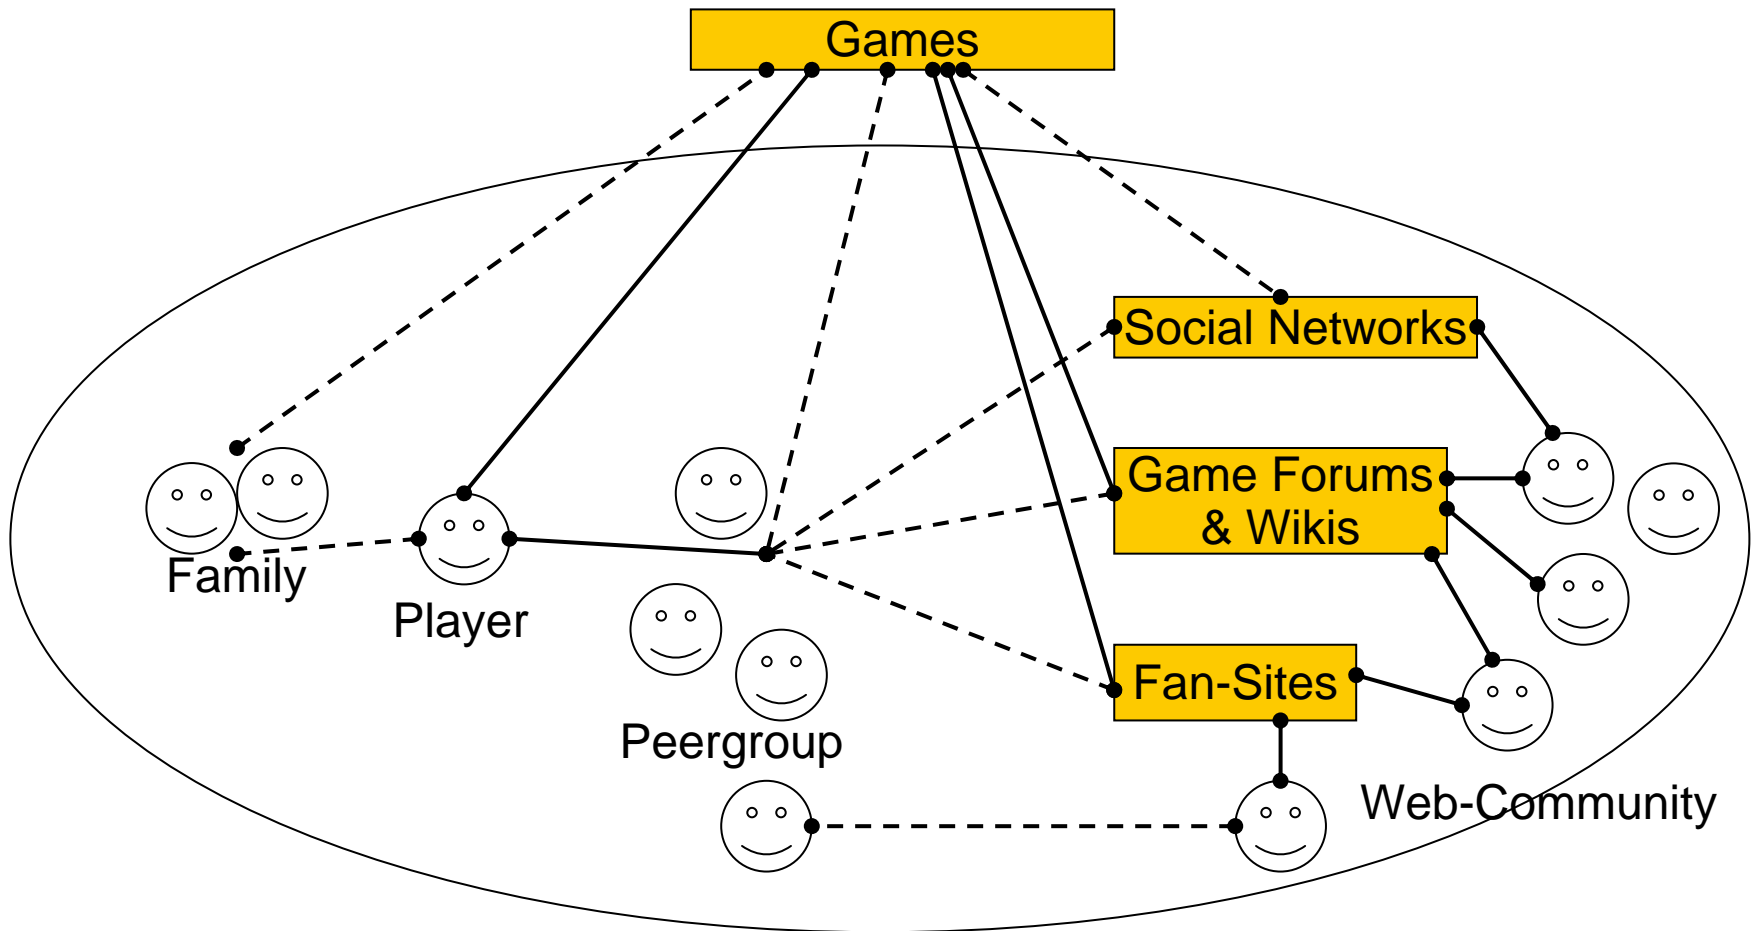 Games
Social Networks
Game Forums
& Wikis
Family
Player
Fan-Sites
Peergroup
Web-Community